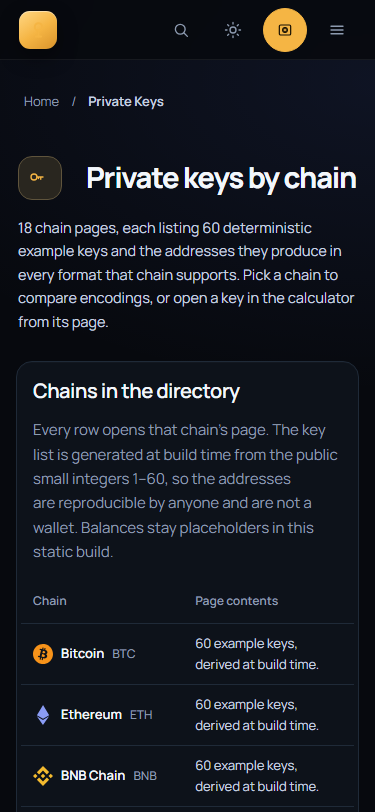 Home / Private Keys
Private keys by chain
18 chain pages, each listing 60 deterministic
example keys and the addresses they produce in
every format that chain supports. Pick a chain to
compare encodings, or open a key in the calculator
from its page.
Chains in the directory
Every row opens that chain's page. The key
list is generated at build time from the public
small integers 1–60, so the addresses
are reproducible by anyone and are not a
wallet. Balances stay placeholders in this
static build.
Chain Page contents
Bitcoin BTC 60 example keys,
derived at build time.
Ethereum ETH 60 example keys,
derived at build time.
BNB Chain BNB 60 example keys,
derived at build time.